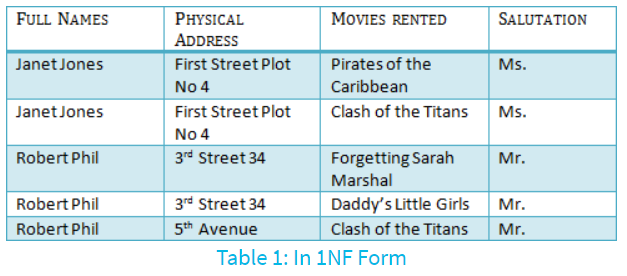 FULL NAMES PHYSICAL ADDRESS MOVIES RENTED SALUTATION
Janet Jones First Street Plot No 4 Pirates of the Caribbean Ms.
Janet Jones First Street Plot No 4 Clash of the Titans Ms.
Robert Phil 3rd Street 34 Forgetting Sarah Marshal Mr.
Robert Phil 3rd Street 34 Daddy's Little Girls Mr.
Robert Phil 5th Avenue Clash of the Titans Mr.
Table 1: In 1NF Form